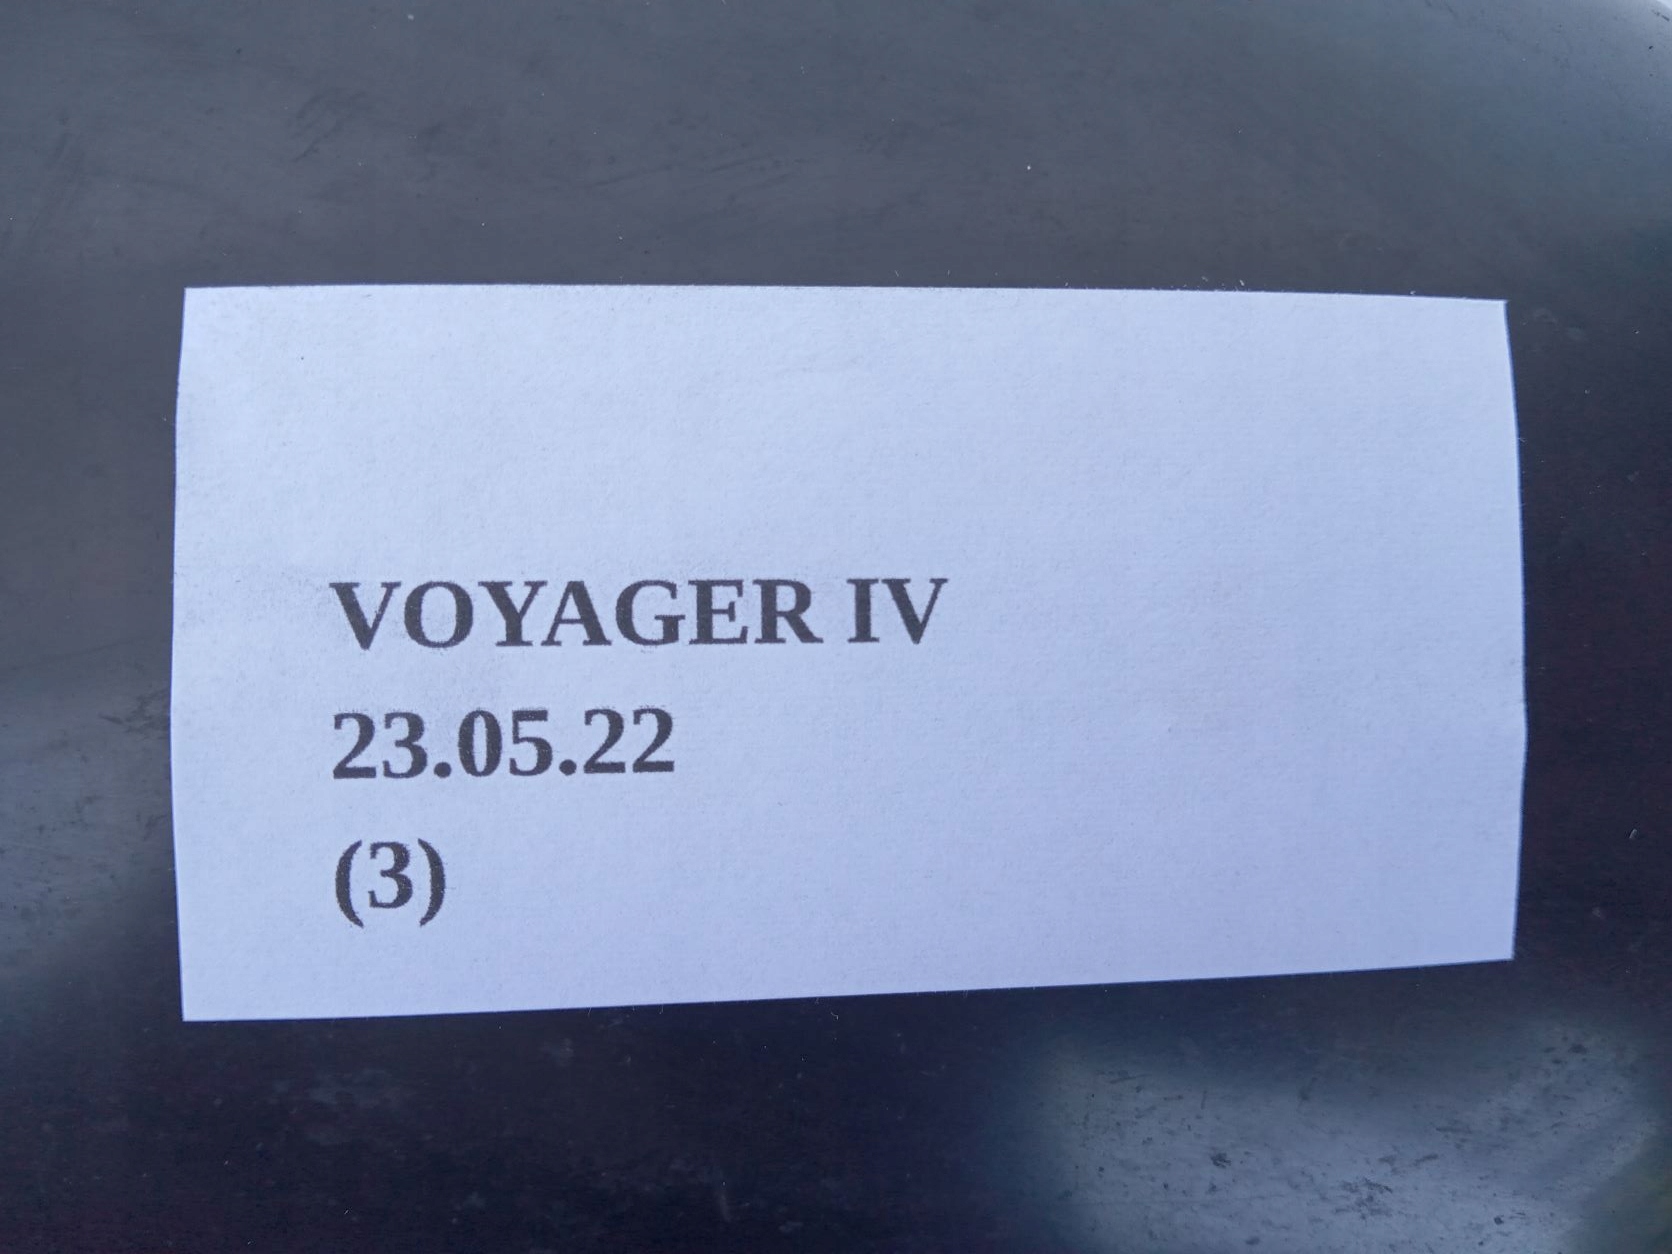 VOYAGER IV
23.05.22
(3)